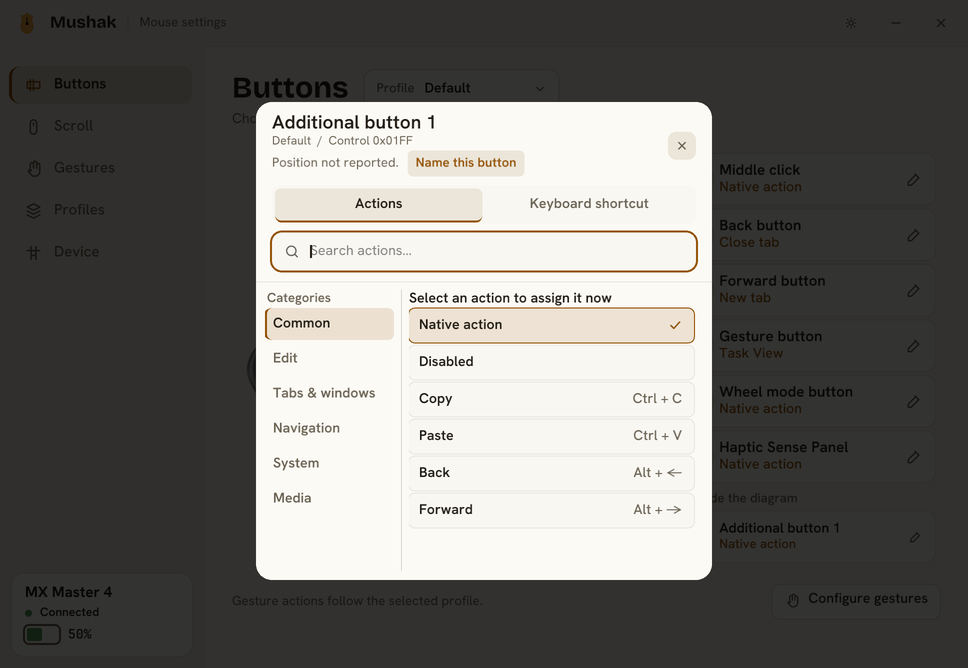 Mushak
Mouse settings
Buttons
Scroll
Gestures
Profiles
Device
MX Master 4
Connected
50%
Buttons
Profile Default
Additional button 1
Default / Control 0x01FF
Position not reported. Name this button
Actions
Keyboard shortcut
Search actions...
Categories
Common
Edit
Tabs & windows
Navigation
System
Media
Select an action to assign it now
Native action
Disabled
Copy Ctrl + C
Paste Ctrl + V
Back Alt + ←
Forward Alt + →
Middle click
Native action
Back button
Close tab
Forward button
New tab
Gesture button
Task View
Wheel mode button
Native action
Haptic Sense Panel
Native action
the diagram
Additional button 1
Native action
Gesture actions follow the selected profile.
Configure gestures